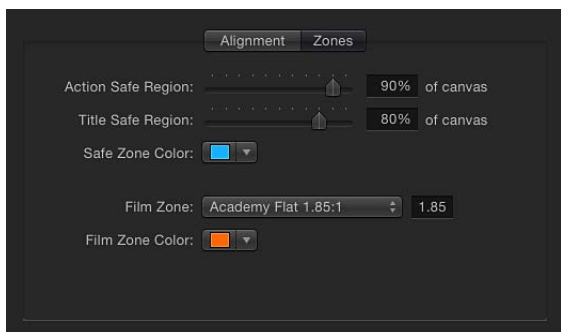 Alignment Zones
Action Safe Region: 90% of canvas
Title Safe Region: 80% of canvas
Safe Zone Color:
Film Zone: Academy Flat 1.85:1 1.85
Film Zone Color: